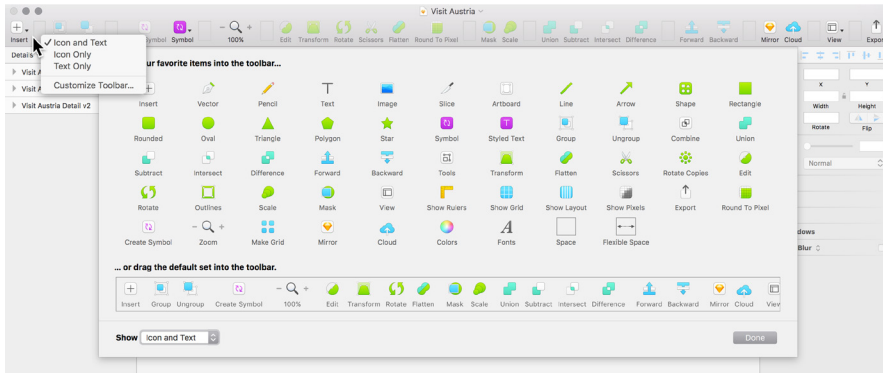 Visit Austria
Insert Symbol Symbol 100% Edit Transform Rotate Scissors Flatten Round To Pixel Mask Scale Union Subtract Intersect Difference Forward Backward Mirror Cloud View Export
Icon and Text
Icon Only
Text Only
Customize Toolbar...
Details
Visit A
Visit A
Visit Austria Detail v2
ur favorite items into the toolbar...
Insert Vector Pencil Text Image Slice Artboard Line Arrow Shape Rectangle
Rounded Oval Triangle Polygon Star Symbol Styled Text Group Ungroup Combine Union
Subtract Intersect Difference Forward Backward Tools Transform Flatten Scissors Rotate Copies Edit
Rotate Outlines Scale Mask View Show Rulers Show Grid Show Layout Show Pixels Export Round To Pixel
Create Symbol Zoom Make Grid Mirror Cloud Colors Fonts Space Flexible Space
... or drag the default set into the toolbar.
Insert Group Ungroup Create Symbol 100% Edit Transform Rotate Flatten Mask Scale Union Subtract Intersect Difference Forward Backward Mirror Cloud View
Show Icon and Text Done
X Y
Width Height
Rotate Flip
Normal
dows
Blur